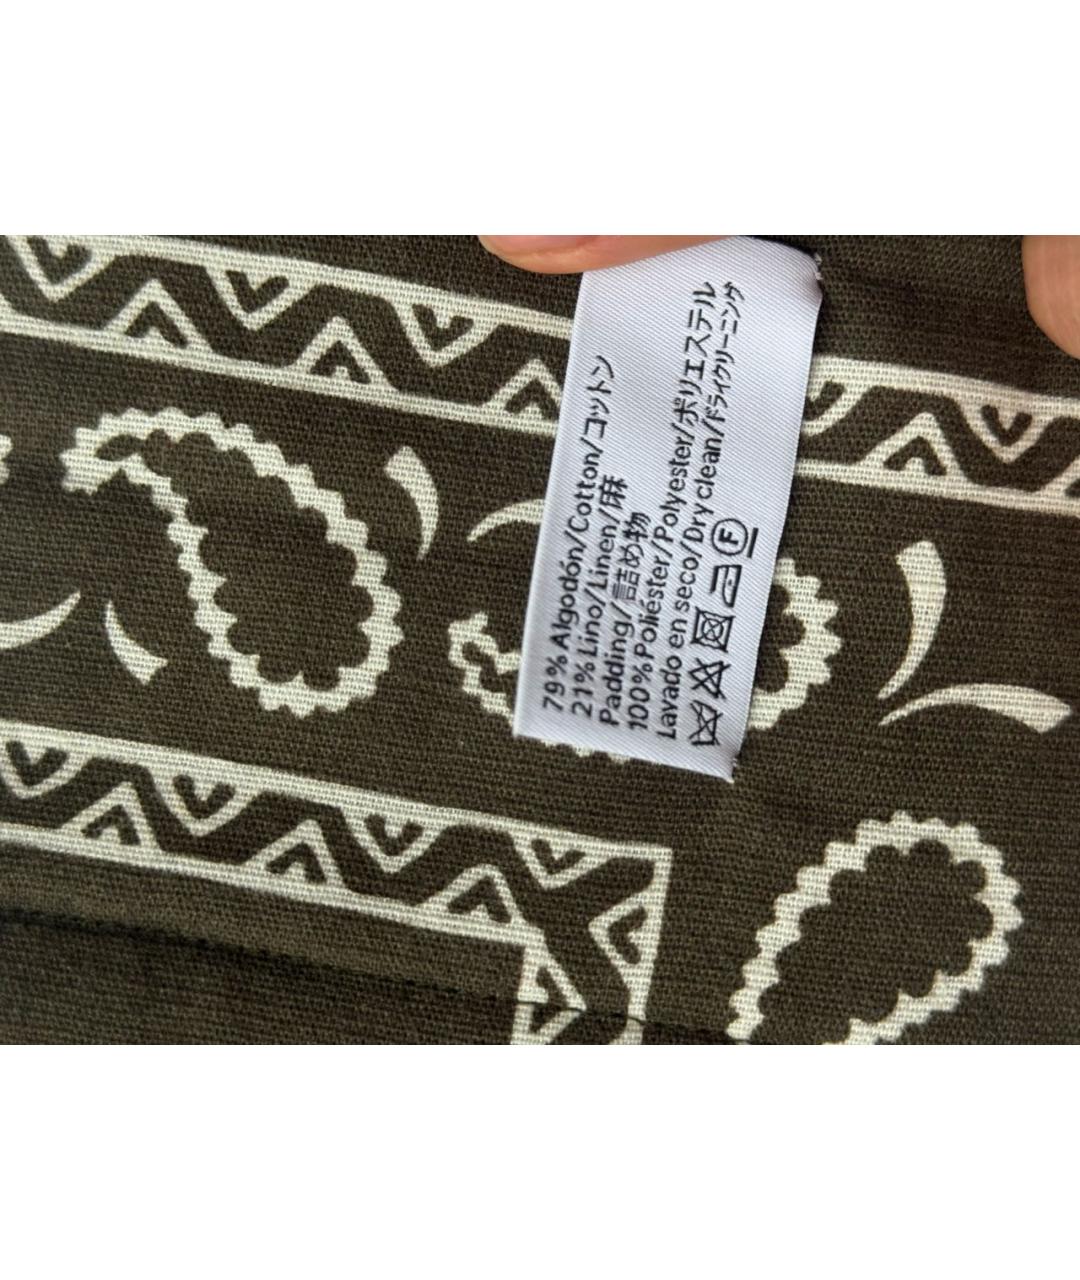 79% Algodón/Cotton/コットン
21% Lino/Linen/麻
Padding/詰め物
100% Poliéster/Polyester/ポリエステル
Lavado en seco/Dry clean/ドライクリーニング
F